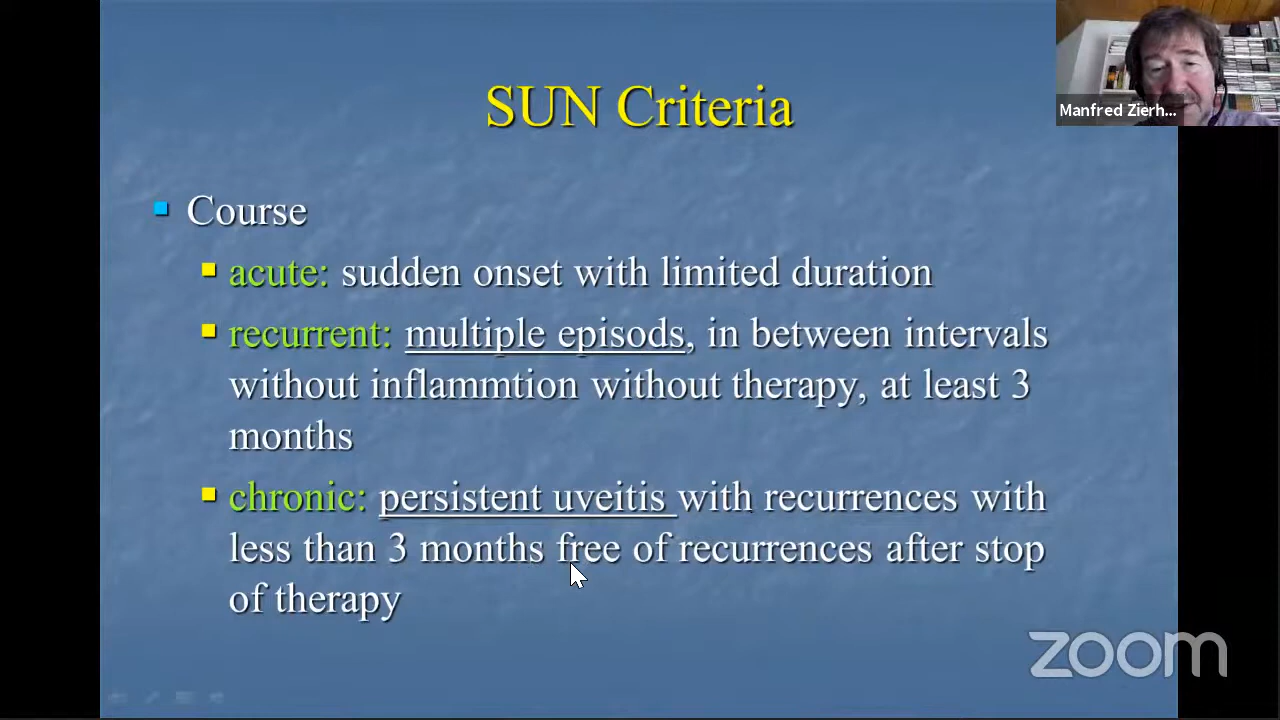 SUN Criteria
Manfred Zierh...
Course
acute: sudden onset with limited duration
recurrent: multiple episods, in between intervals
without inflammtion without therapy, at least 3
months
chronic: persistent uveitis with recurrences with
less than 3 months free of recurrences after stop
of therapy
zoom